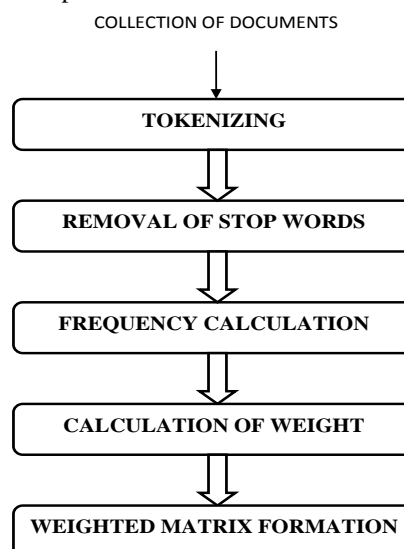 COLLECTION OF DOCUMENTS
TOKENIZING
REMOVAL OF STOP WORDS
FREQUENCY CALCULATION
CALCULATION OF WEIGHT
WEIGHTED MATRIX FORMATION